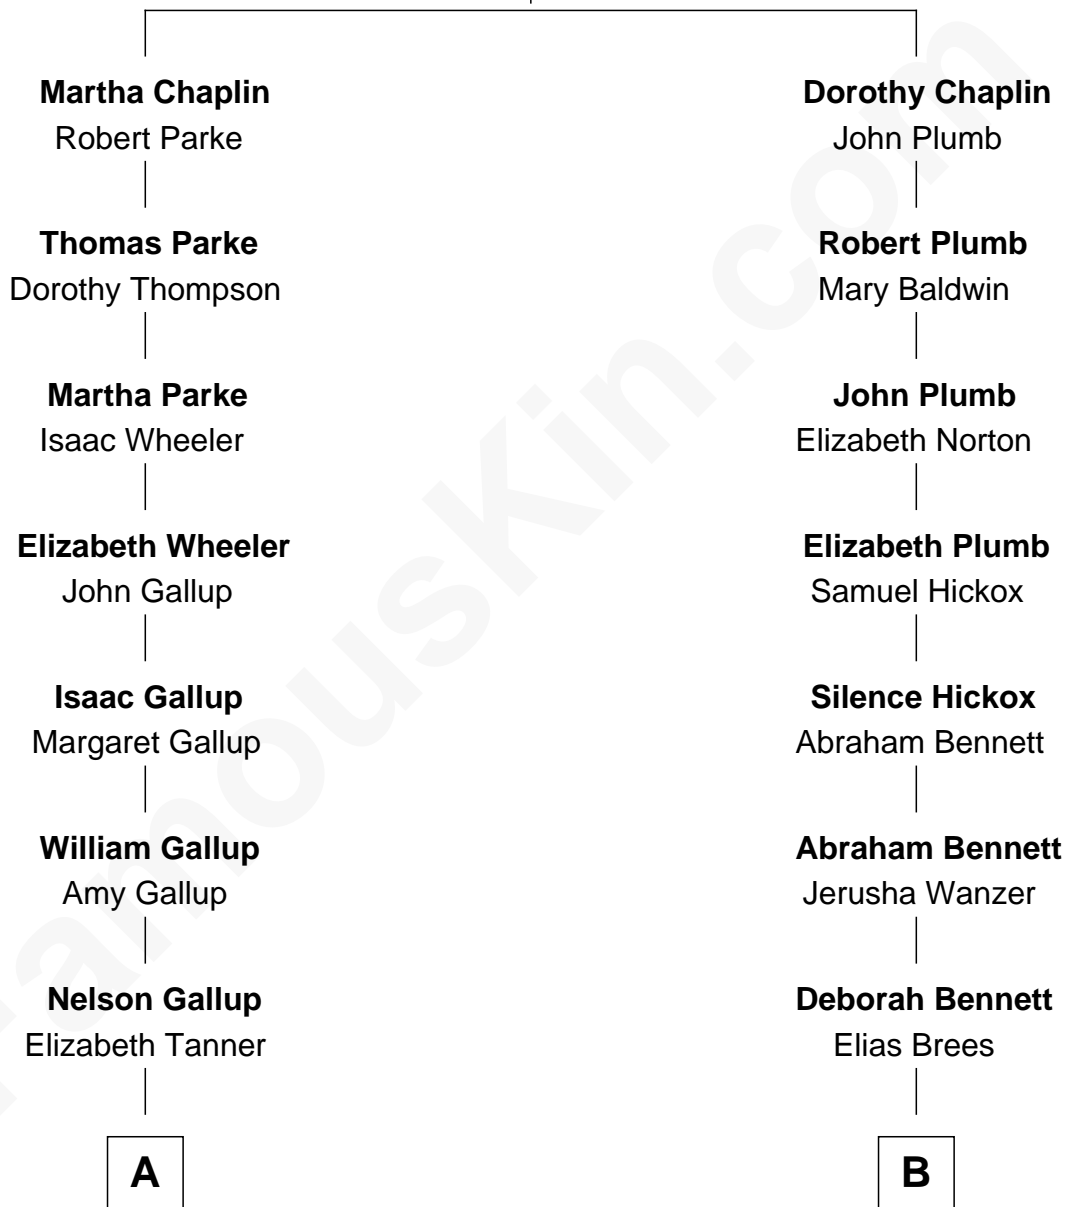 Martha Chaplin
Robert Parke
Thomas Parke
Dorothy Thompson
Martha Parke
Isaac Wheeler
Elizabeth Wheeler
John Gallup
Isaac Gallup
Margaret Gallup
William Gallup
Amy Gallup
Nelson Gallup
Elizabeth Tanner
A
Dorothy Chaplin
John Plumb
Robert Plumb
Mary Baldwin
John Plumb
Elizabeth Norton
Elizabeth Plumb
Samuel Hickox
Silence Hickox
Abraham Bennett
Abraham Bennett
Jerusha Wanzer
Deborah Bennett
Elias Brees
B
FamousKin.com